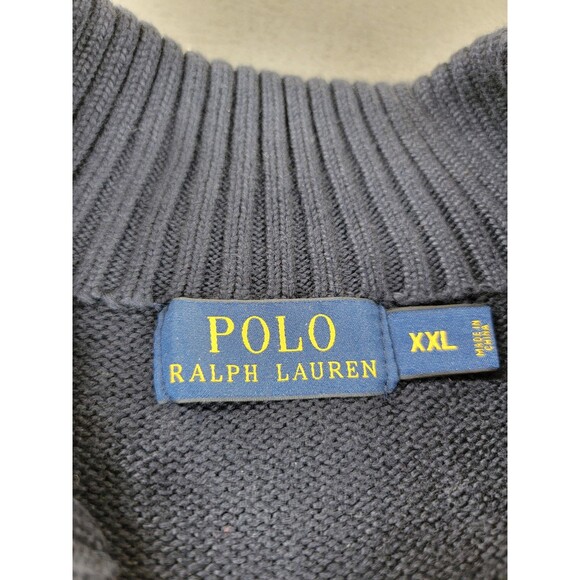 POLO
RALPH LAUREN
XXL
MADE IN
CHINA